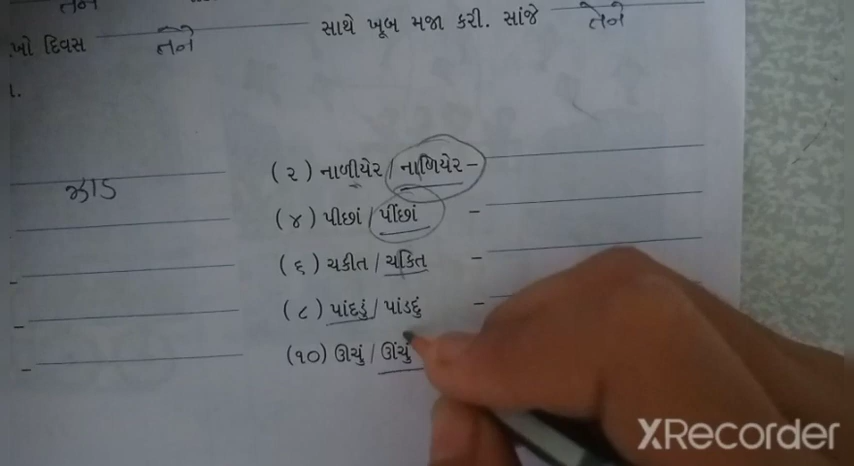 તેને
ખો દિવસ તેને સાથે ખૂબ મજા કરી. સાંજે તેને
ઝાડ
(૨) નાળીયેર / નાળિયેર –
(૪) પીછાં / પીંછાં –
(૬) ચકીત / ચકિત –
(૮) પાંદડું / પાંડદું –
(૧૦) ઊચું / ઊંચું
XRecorder